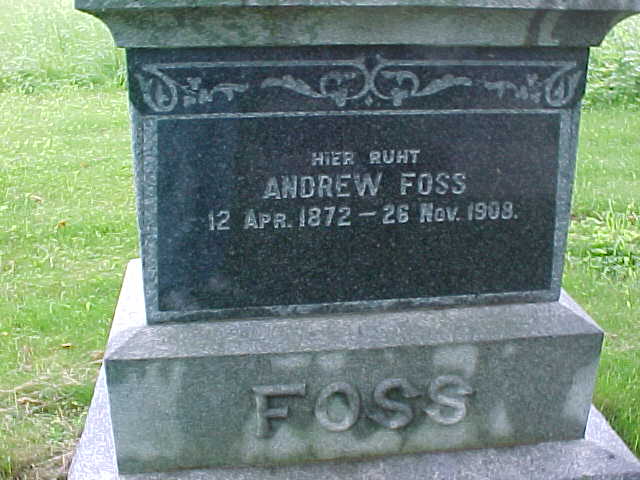 HIER RUHT
ANDREW FOSS
12 APR. 1872 - 26 NOV. 1908.
FOSS